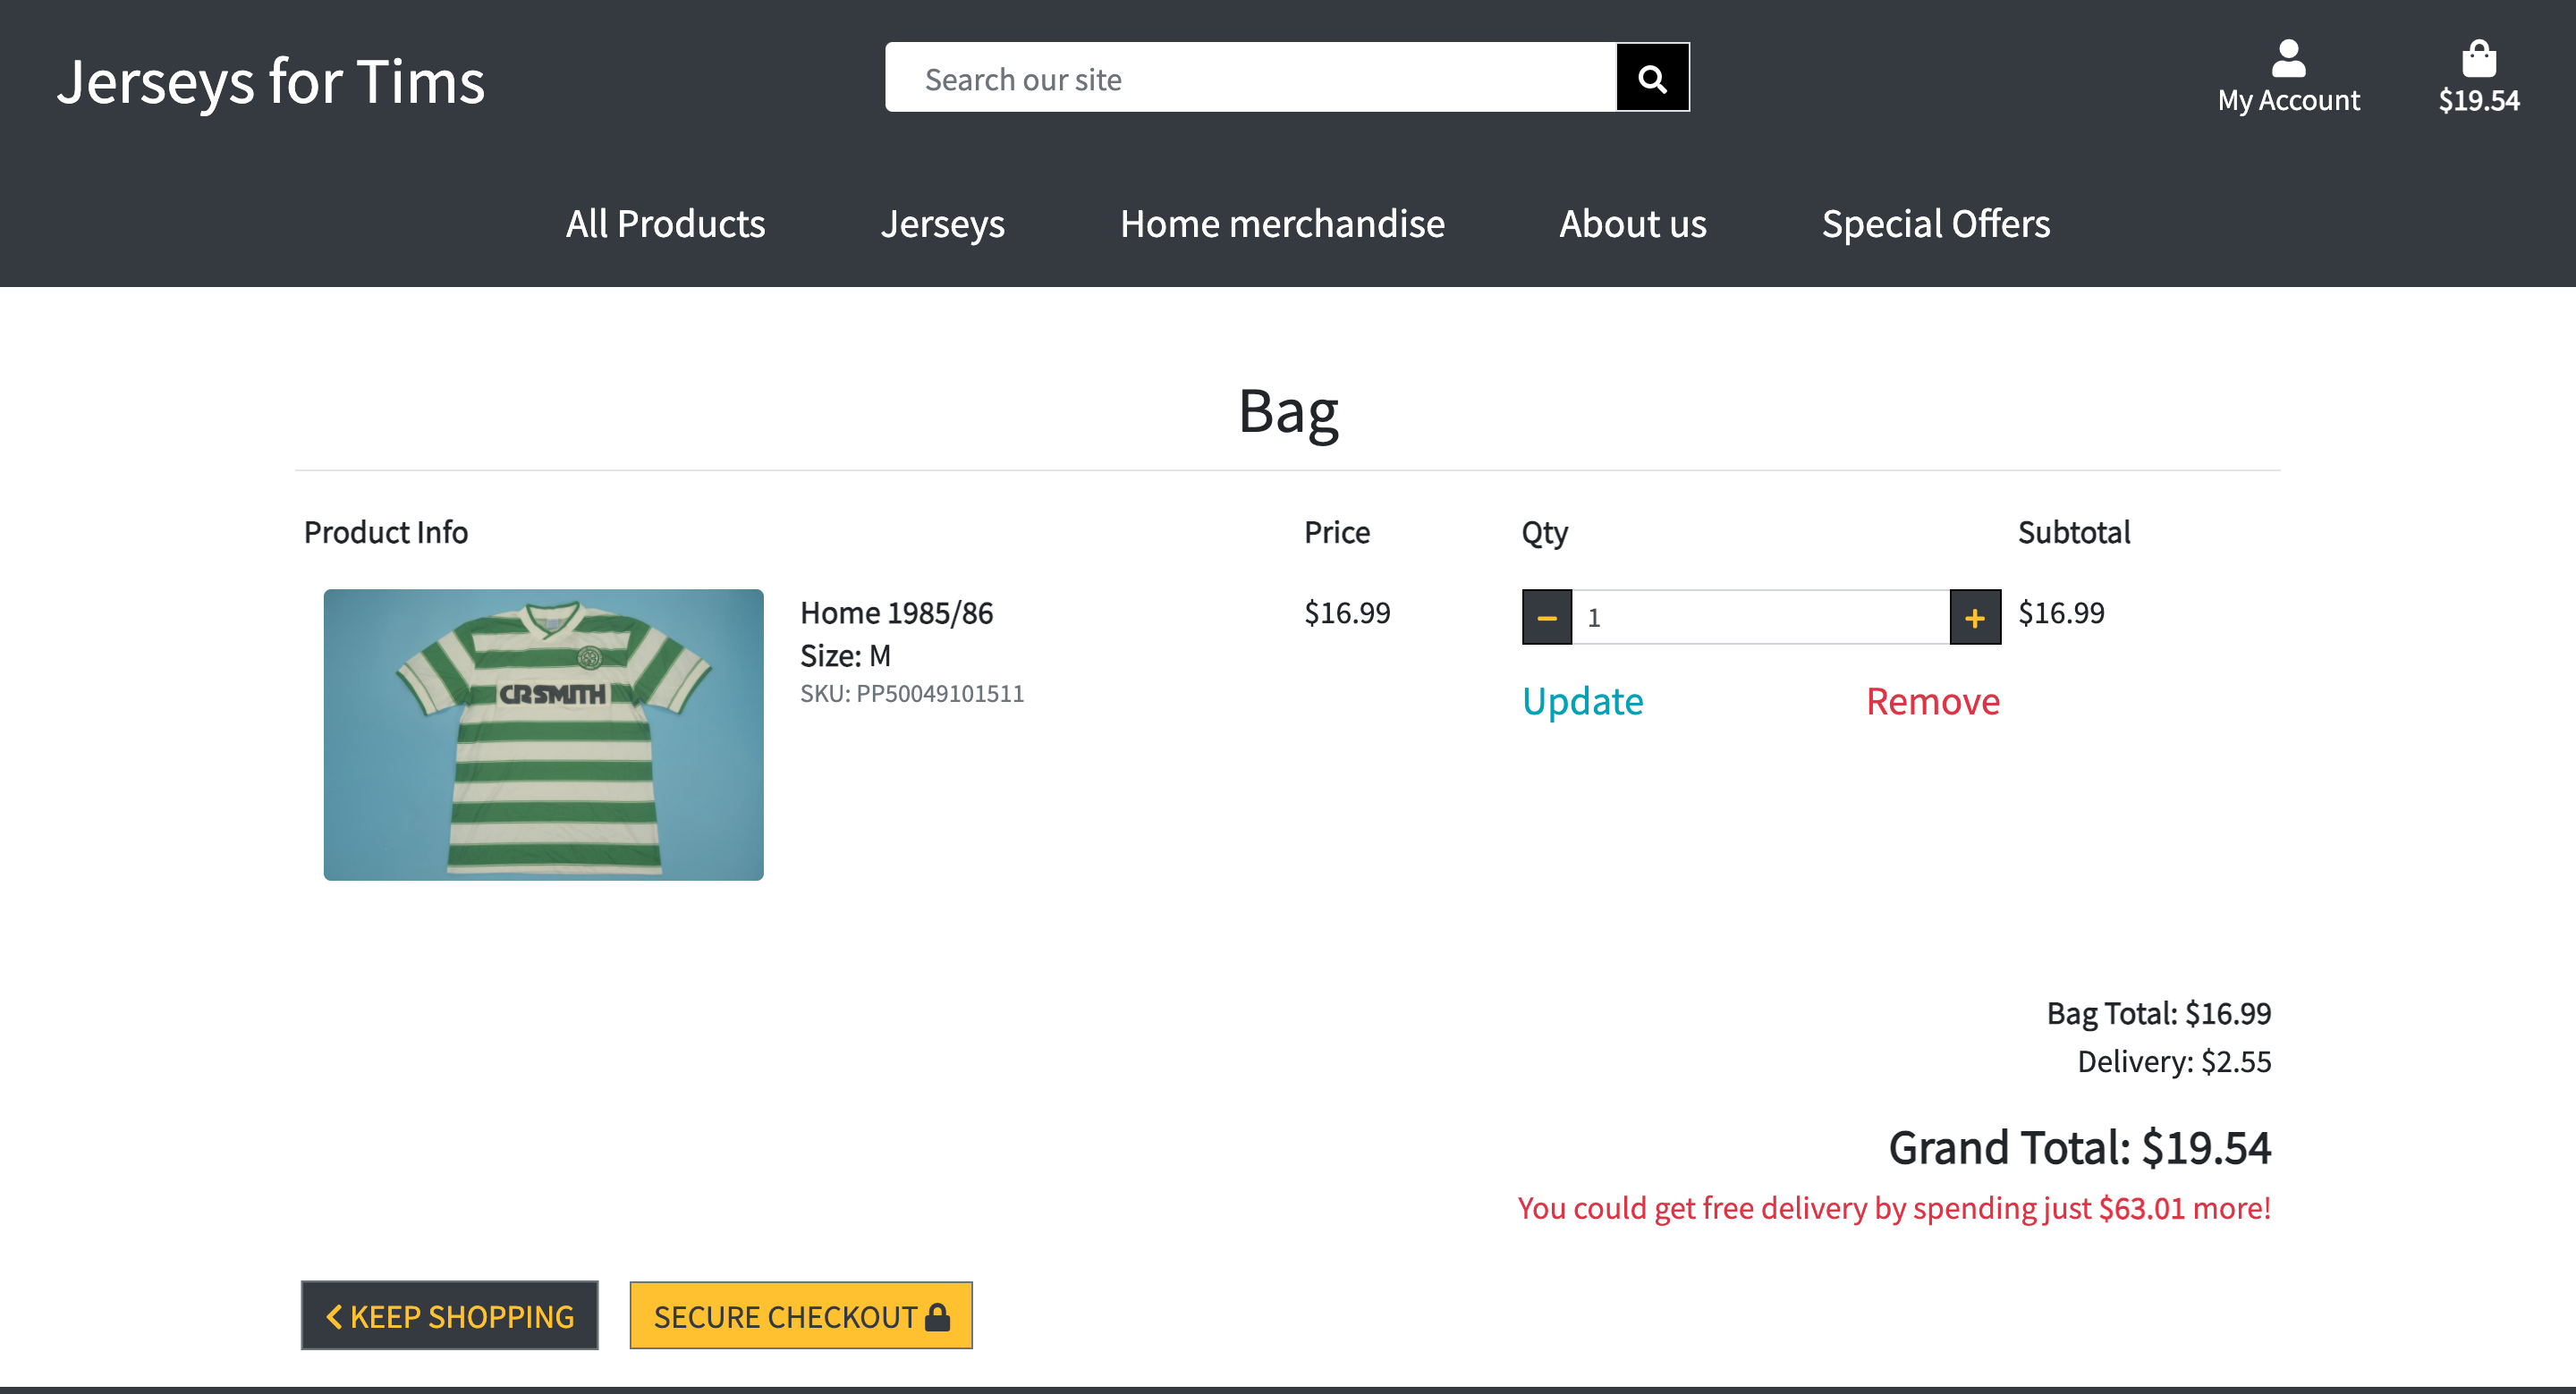 Jerseys for Tims
Search our site
My Account
$19.54
All Products Jerseys Home merchandise About us Special Offers
Bag
Product Info Price Qty Subtotal
CR SMITH
Home 1985/86 $16.99 1 $16.99
Size: M
SKU: PP50049101511
Update Remove
Bag Total: $16.99
Delivery: $2.55
Grand Total: $19.54
You could get free delivery by spending just $63.01 more!
KEEP SHOPPING SECURE CHECKOUT